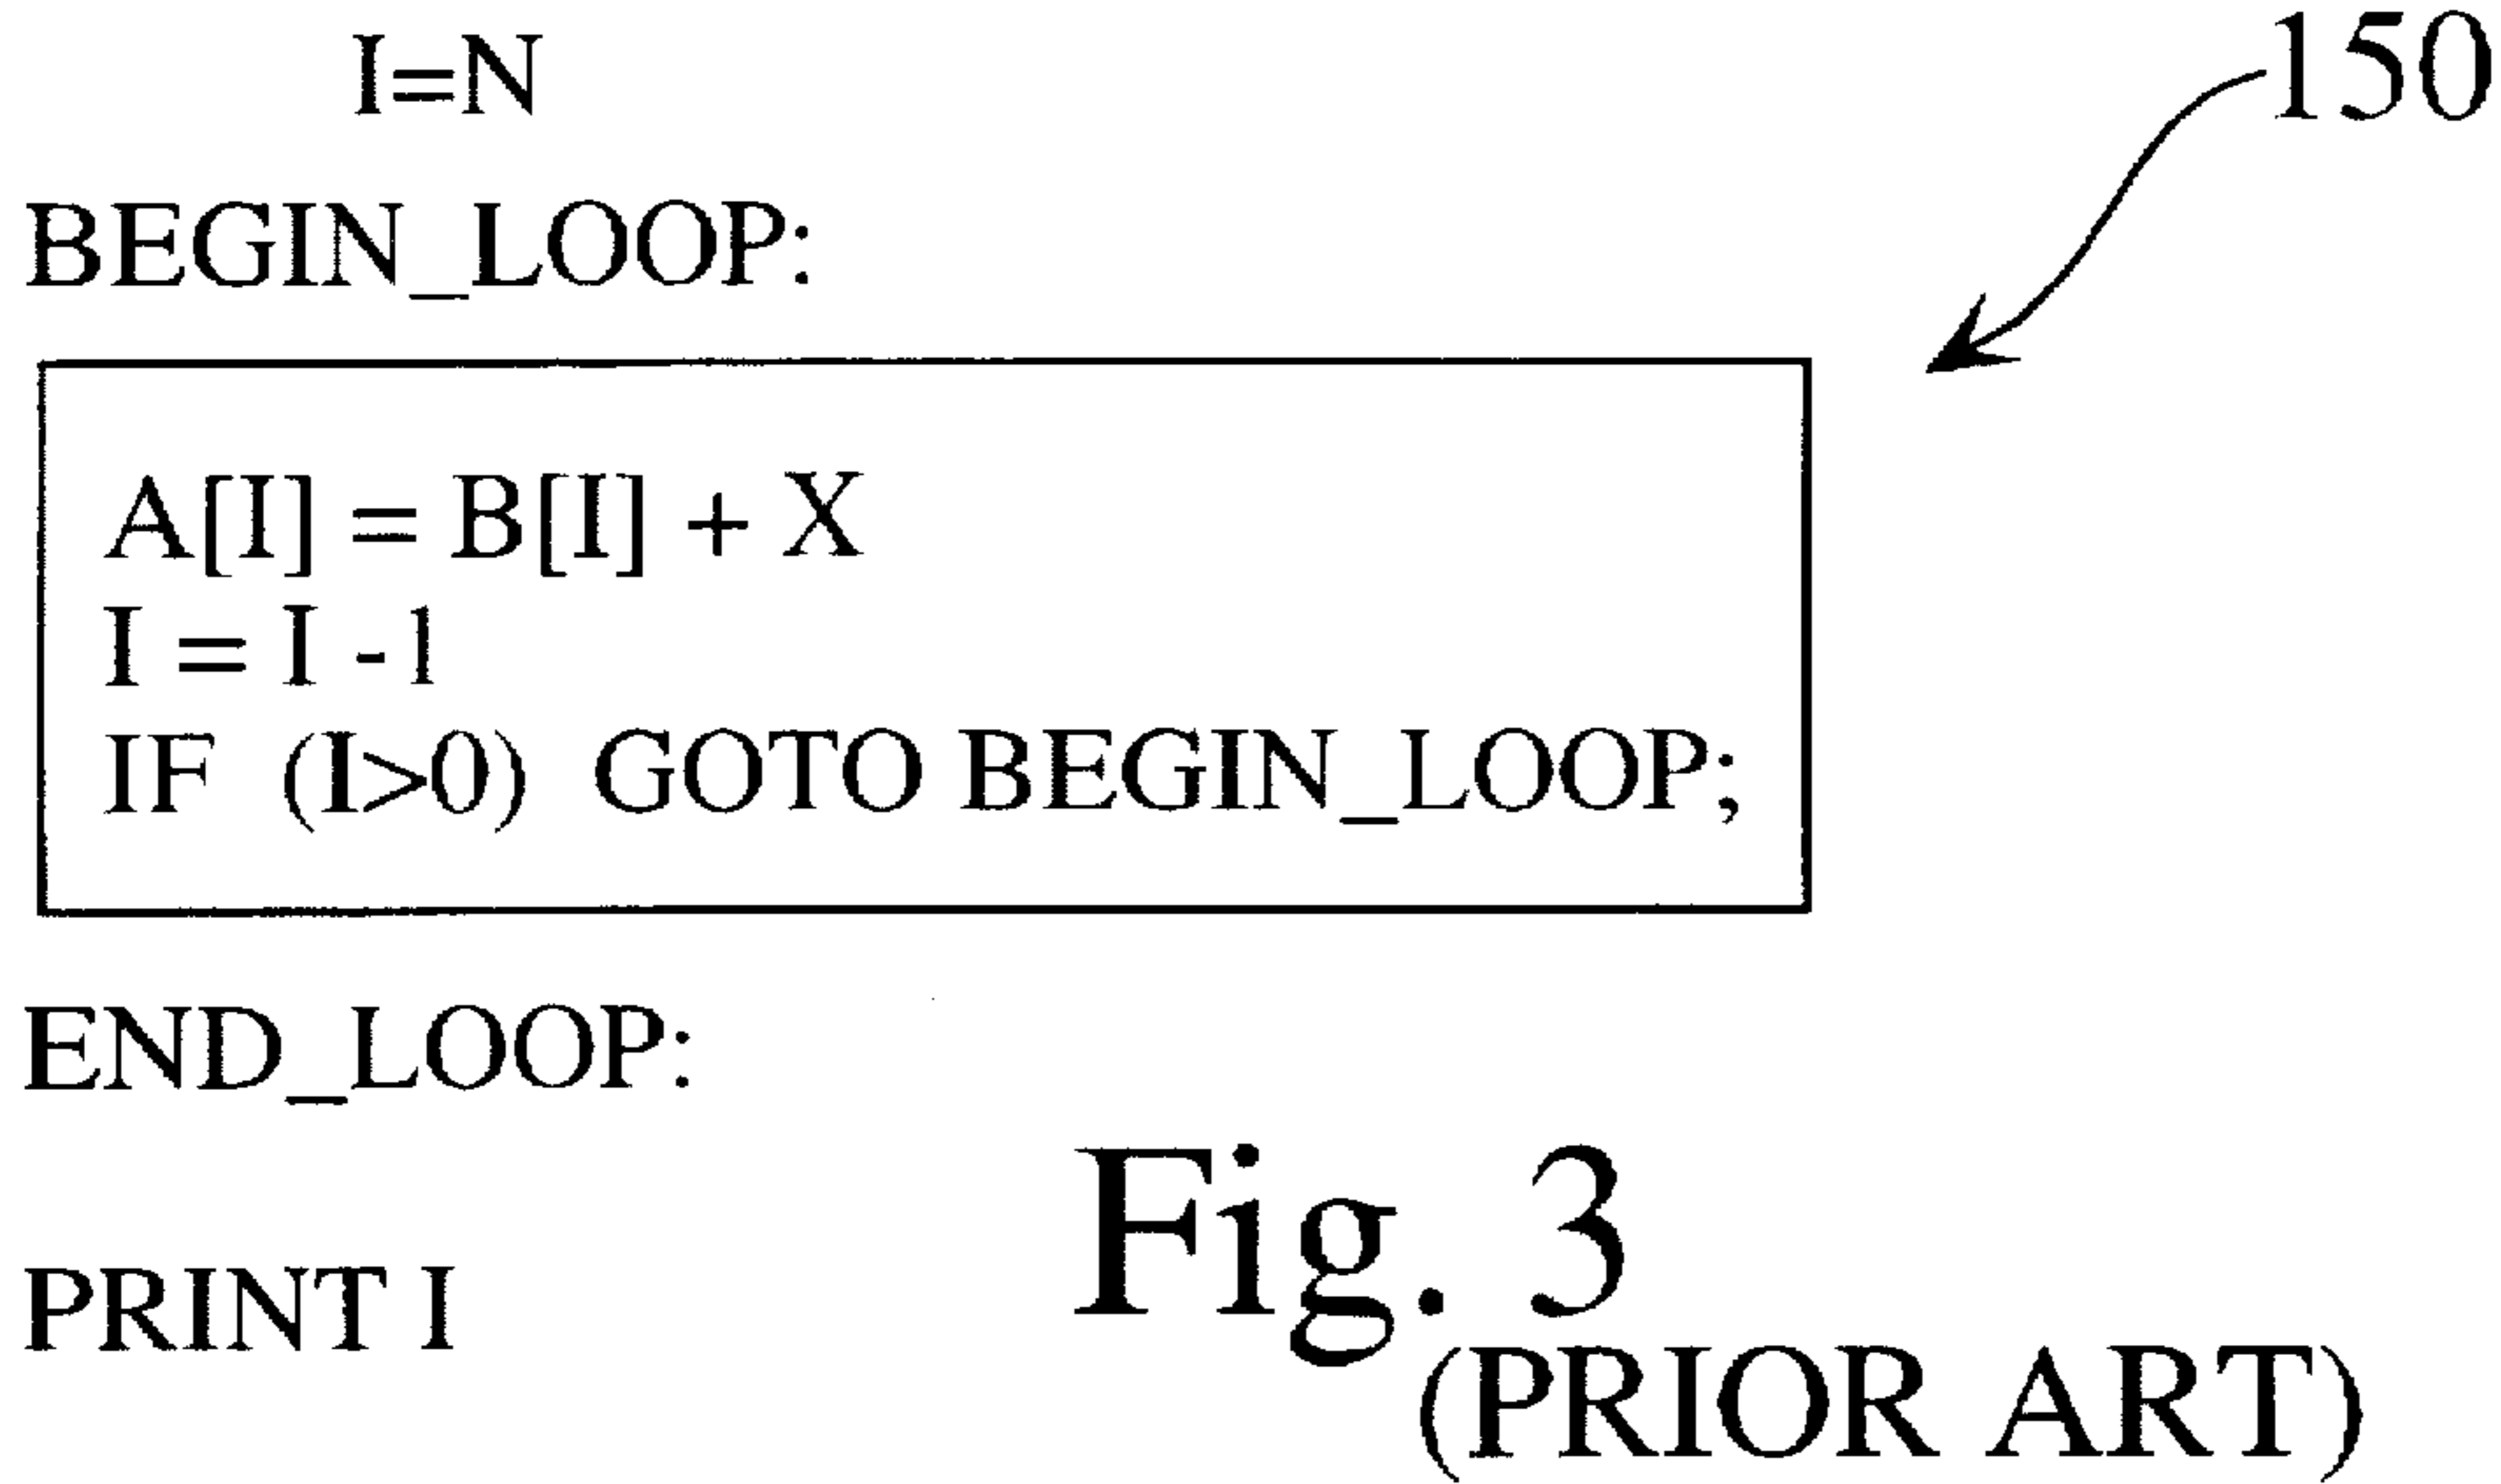 I=N
150
BEGIN_LOOP:
A[I] = B[I] + X
I = I -1
IF (I>0) GOTO BEGIN_LOOP;
END_LOOP:
PRINT I
Fig. 3
(PRIOR ART)